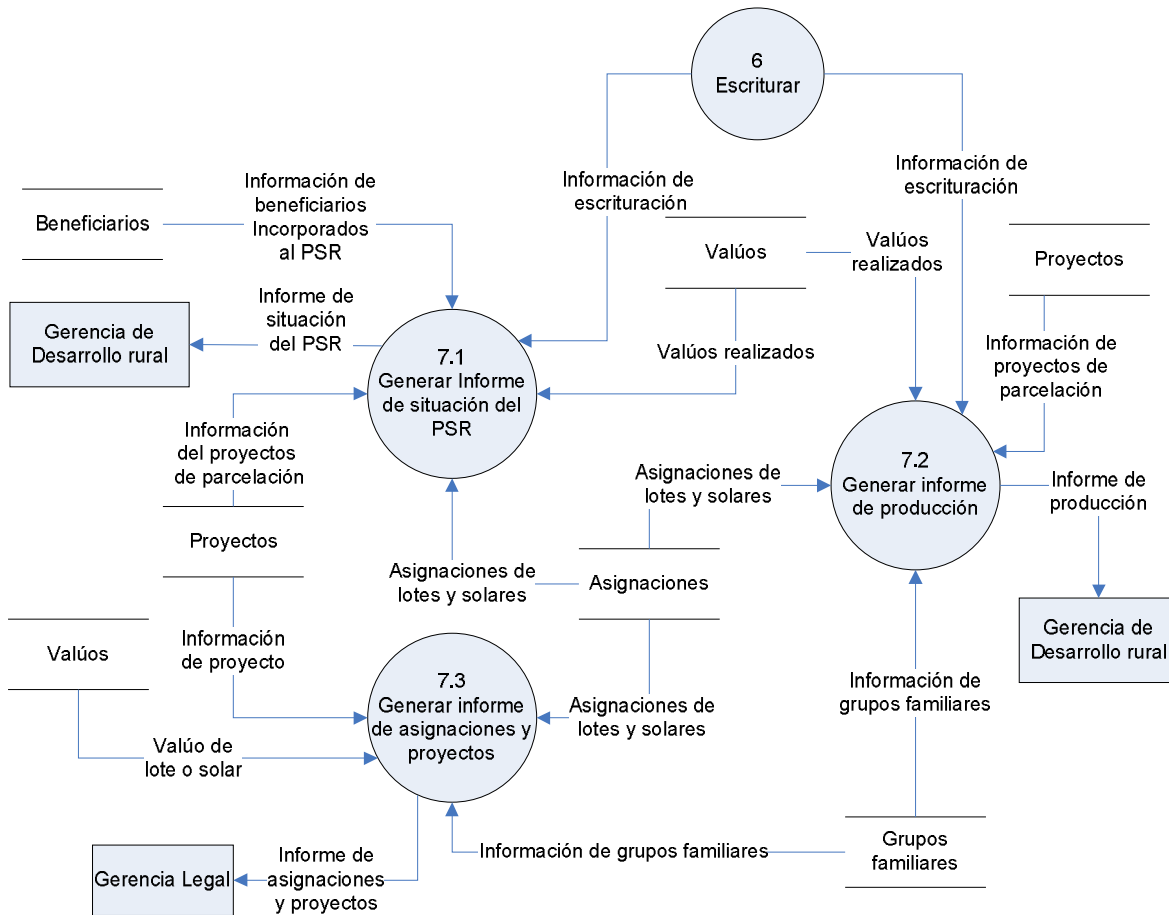 6
Escriturar
Información de
escrituración
Información de
escrituración
Beneficiarios
Información de
beneficiarios
Incorporados
al PSR
Valúos
Valúos
realizados
Proyectos
Gerencia de
Desarrollo rural
Informe de
situación
del PSR
7.1
Generar Informe
de situación del
PSR
Valúos realizados
Información de
proyectos de
parcelación
Información
del proyectos
de parcelación
Asignaciones de
lotes y solares
7.2
Generar informe
de producción
Informe de
producción
Proyectos
Asignaciones de
lotes y solares
Asignaciones
Gerencia de
Desarrollo rural
Valúos
Información
de proyecto
7.3
Generar informe
de asignaciones y
proyectos
Asignaciones de
lotes y solares
Información de
grupos familiares
Valúo de
lote o solar
Gerencia Legal
Informe de
asignaciones
y proyectos
Información de grupos familiares
Grupos
familiares